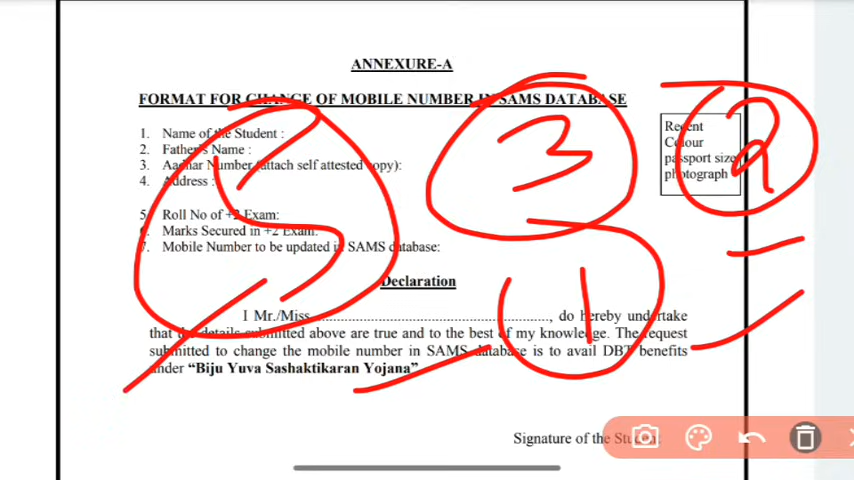 ANNEXURE-A
FORMAT FOR CHANGE OF MOBILE NUMBER IN SAMS DATABASE
1. Name of the Student :
2. Father's Name :
3. Aadhar Number (attach self attested copy):
4. Address :
Recent
Colour
passport size
photograph
5. Roll No of +2 Exam:
6. Marks Secured in +2 Exam:
7. Mobile Number to be updated in SAMS database:
5
3
2
1
Declaration
I Mr./Miss......................................................, do hereby undertake
that the details submitted above are true and to the best of my knowledge. The request
submitted to change the mobile number in SAMS database is to avail DBT benefits
under “Biju Yuva Sashaktikaran Yojana”
Signature of the Student